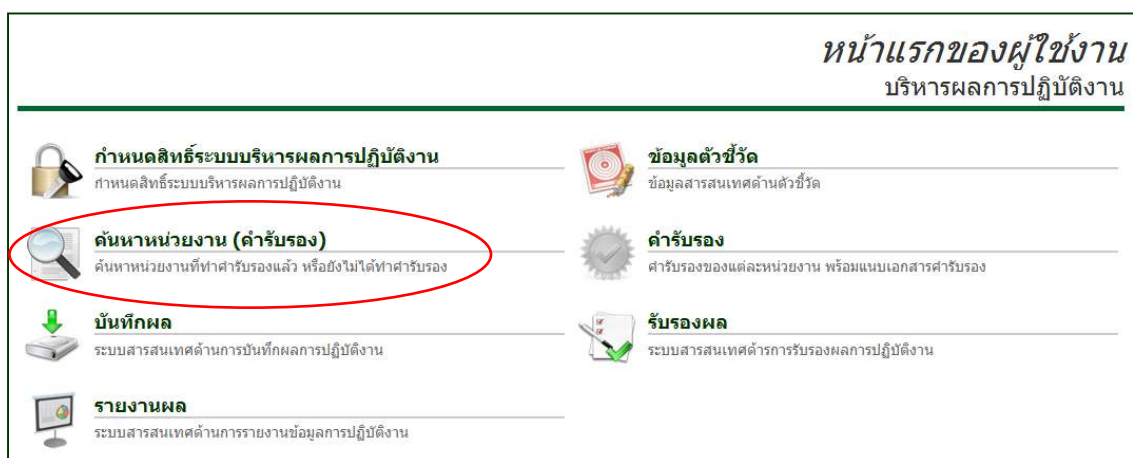 หน้าแรกของผู้ใช้งาน
บริหารผลการปฏิบัติงาน
กำหนดสิทธิ์ระบบบริหารผลการปฏิบัติงาน
กำหนดสิทธิ์ระบบบริหารผลการปฏิบัติงาน
ข้อมูลตัวชี้วัด
ข้อมูลสารสนเทศด้านตัวชี้วัด
ค้นหาหน่วยงาน (คำรับรอง)
ค้นหาหน่วยงานที่ทำคำรับรองแล้ว หรือยังไม่ได้ทำคำรับรอง
คำรับรอง
คำรับรองของแต่ละหน่วยงาน พร้อมแนบเอกสารคำรับรอง
บันทึกผล
ระบบสารสนเทศด้านการบันทึกผลการปฏิบัติงาน
รับรองผล
ระบบสารสนเทศด้ารการรับรองผลการปฏิบัติงาน
รายงานผล
ระบบสารสนเทศด้านการรายงานข้อมูลการปฏิบัติงาน